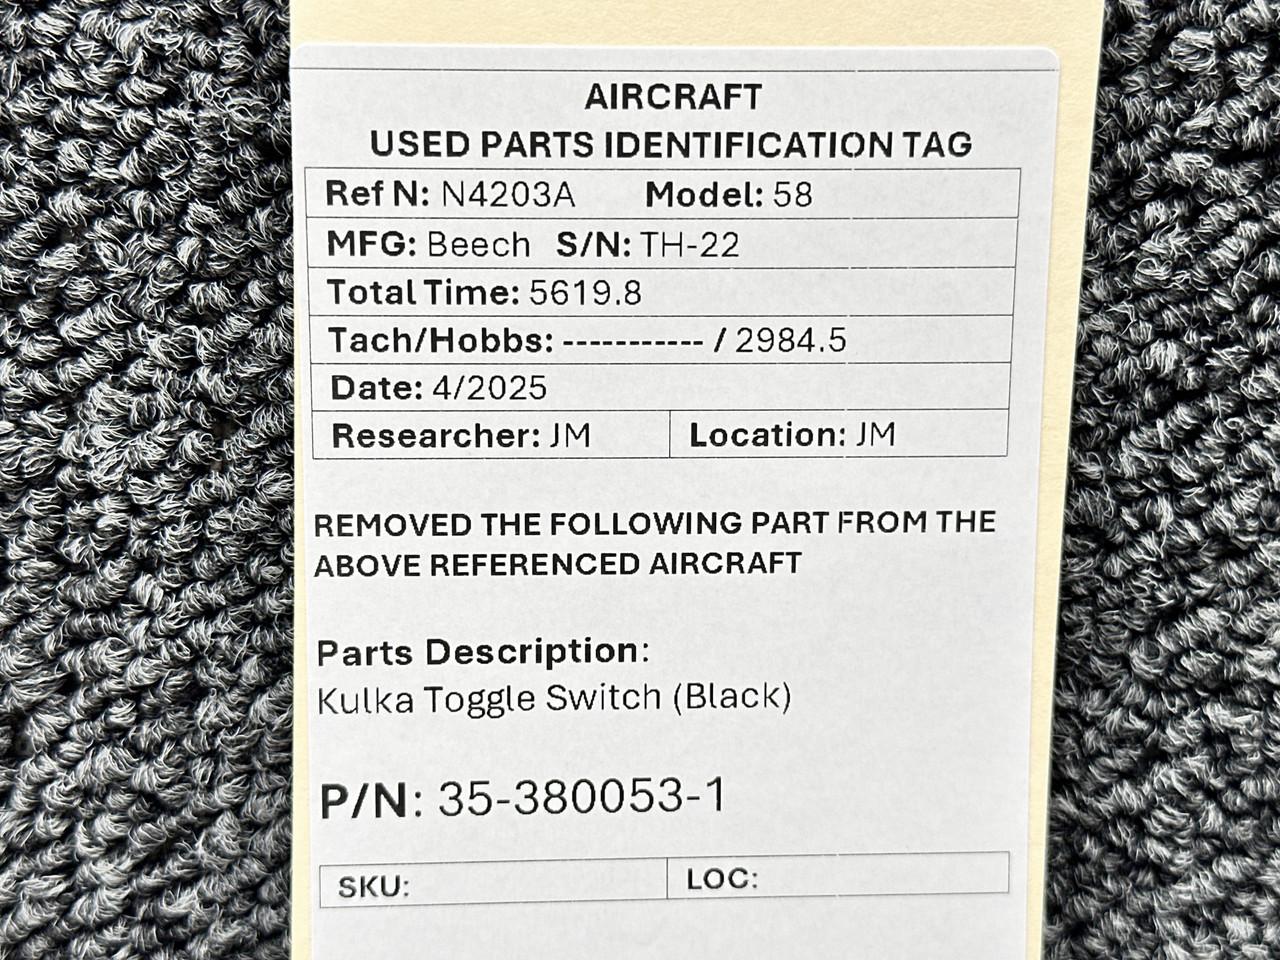 AIRCRAFT
USED PARTS IDENTIFICATION TAG
Ref N: N4203A Model: 58
MFG: Beech S/N: TH-22
Total Time: 5619.8
Tach/Hobbs: ----------- / 2984.5
Date: 4/2025
Researcher: JM Location: JM
REMOVED THE FOLLOWING PART FROM THE
ABOVE REFERENCED AIRCRAFT
Parts Description:
Kulka Toggle Switch (Black)
P/N: 35-380053-1
SKU: LOC: